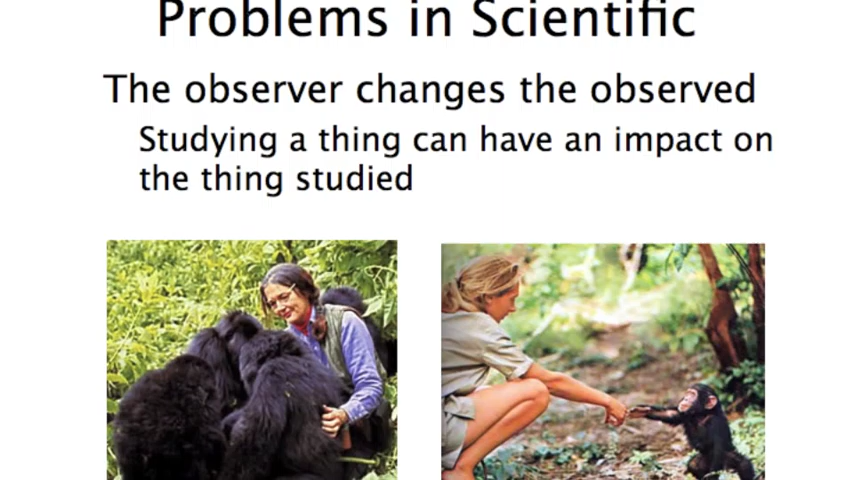 Problems in Scientific
The observer changes the observed
Studying a thing can have an impact on
the thing studied